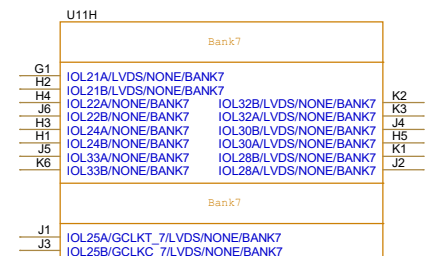 U11H
Bank7
G1 IOL21A/LVDS/NONE/BANK7
H2 IOL21B/LVDS/NONE/BANK7
H4 IOL22A/NONE/BANK7 IOL32B/LVDS/NONE/BANK7 K2
J6 IOL22B/NONE/BANK7 IOL32A/LVDS/NONE/BANK7 K3
H3 IOL24A/NONE/BANK7 IOL30B/LVDS/NONE/BANK7 J4
H1 IOL24B/NONE/BANK7 IOL30A/LVDS/NONE/BANK7 H5
J5 IOL33A/NONE/BANK7 IOL28B/LVDS/NONE/BANK7 K1
K6 IOL33B/NONE/BANK7 IOL28A/LVDS/NONE/BANK7 J2
Bank7
J1 IOL25A/GCLKT_7/LVDS/NONE/BANK7
J3 IOL25B/GCLKC_7/LVDS/NONE/BANK7